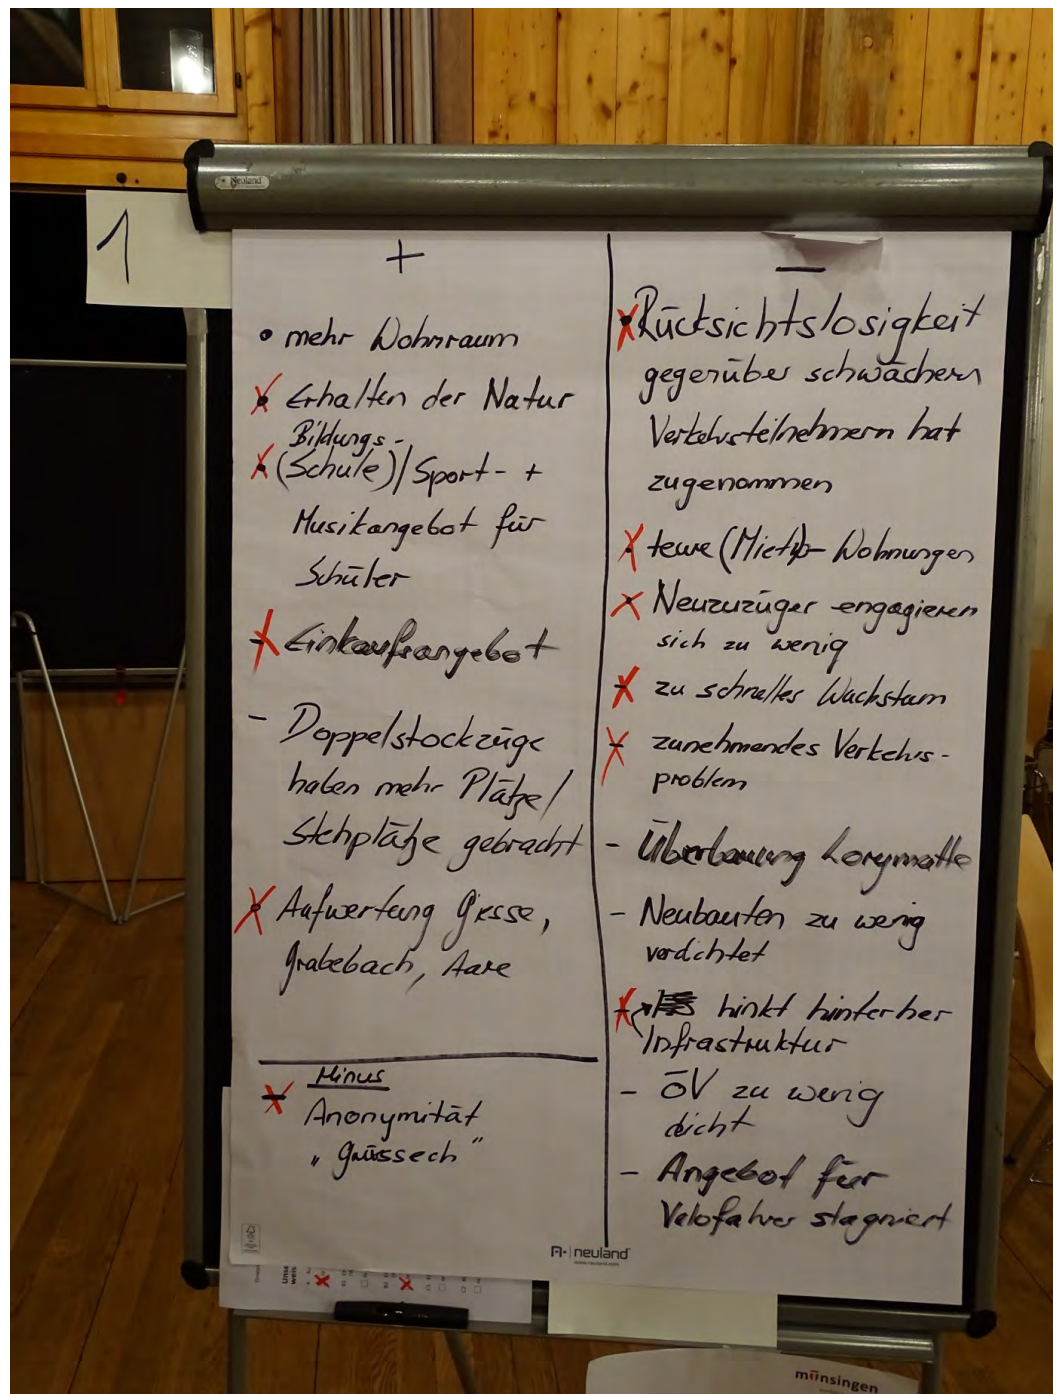 Neuland
1
+
• mehr Wohnraum
• Erhalten der Natur
Bildungs-
• (Schule) / Sport- +
Musikangebot für
Schüler
- Einkaufsangebot
- Doppelstockzüge
haben mehr Plätze/
Stehplätze gebracht
• Aufwertung Giesse,
Grabebach, Aare
Minus
- Anonymität
„Grüssech"
—
• Rücksichtslosigkeit
gegenüber schwächern
Verkehrsteilnehmern hat
zugenommen
• teure (Miet)- Wohnungen
• Neuzuzüger engagieren
sich zu wenig
- zu schnelles Wachstum
- zunehmendes Verkehrs-
problem
- Überbauung Lorymatte
- Neubauten zu wenig
verdichtet
- hinkt hinterher
Infrastruktur
- ÖV zu wenig
dicht
- Angebot für
Velofahrer stagniert
neuland
münsingen